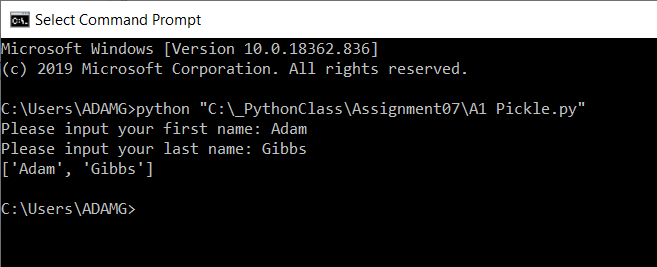 Select Command Prompt
Microsoft Windows [Version 10.0.18362.836]
(c) 2019 Microsoft Corporation. All rights reserved.
C:\Users\ADAMG>python "C:\_PythonClass\Assignment07\A1 Pickle.py"
Please input your first name: Adam
Please input your last name: Gibbs
['Adam', 'Gibbs']
C:\Users\ADAMG>